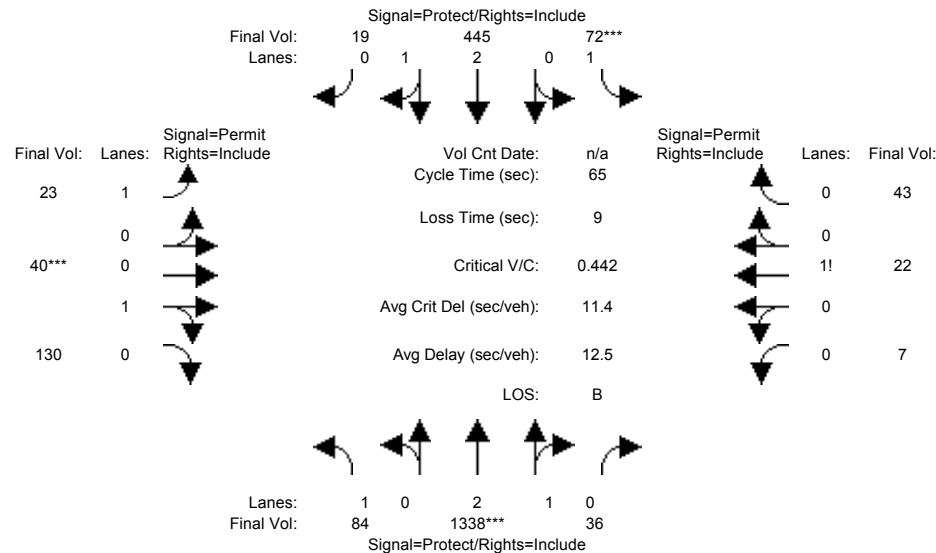 Signal=Protect/Rights=Include
Final Vol: 19 445 72***
Lanes: 0 1 2 0 1
Signal=Permit Signal=Permit
Final Vol: Lanes: Rights=Include Vol Cnt Date: n/a Rights=Include Lanes: Final Vol:
Cycle Time (sec): 65
23 1 0 43
Loss Time (sec): 9
0 0
40*** 0 Critical V/C: 0.442 1! 22
1 Avg Crit Del (sec/veh): 11.4 0
130 0 Avg Delay (sec/veh): 12.5 0 7
LOS: B
Lanes: 1 0 2 1 0
Final Vol: 84 1338*** 36
Signal=Protect/Rights=Include